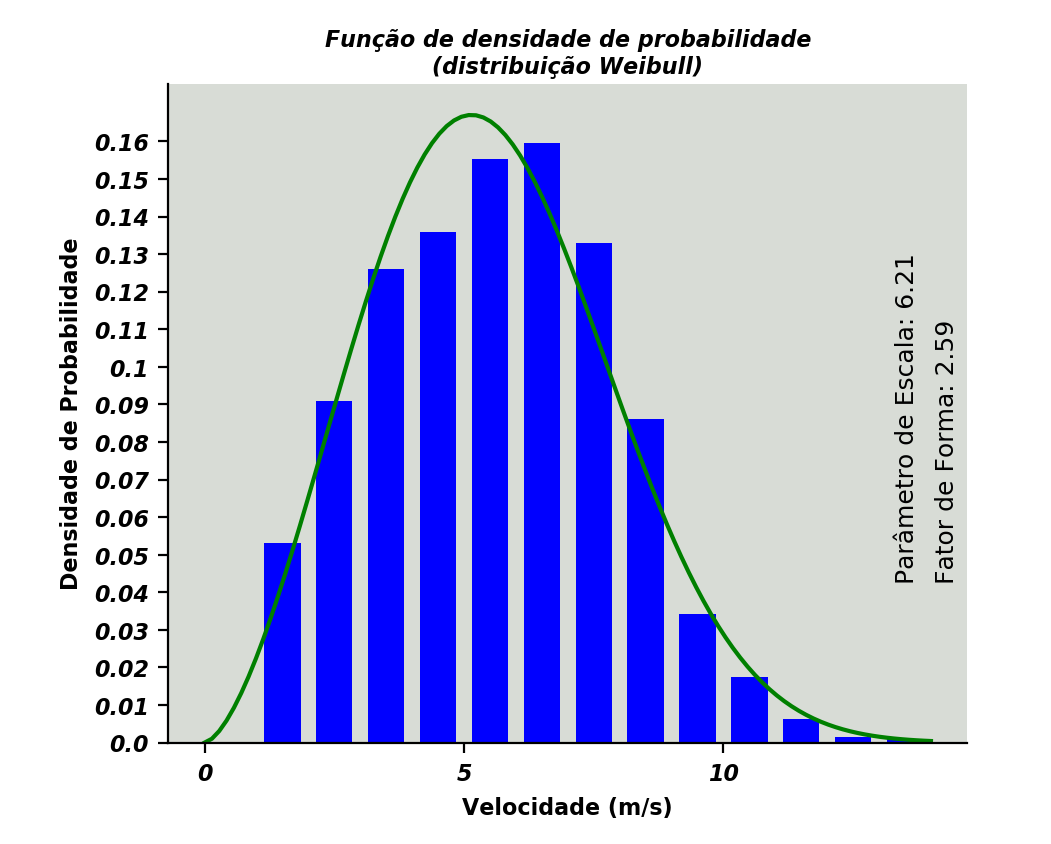 Função de densidade de probabilidade
(distribuição Weibull)
Densidade de Probabilidade
0.16
0.15
0.14
0.13
0.12
0.11
0.1
0.09
0.08
0.07
0.06
0.05
0.04
0.03
0.02
0.01
0.0
Parâmetro de Escala: 6.21
Fator de Forma: 2.59
0 5 10
Velocidade (m/s)